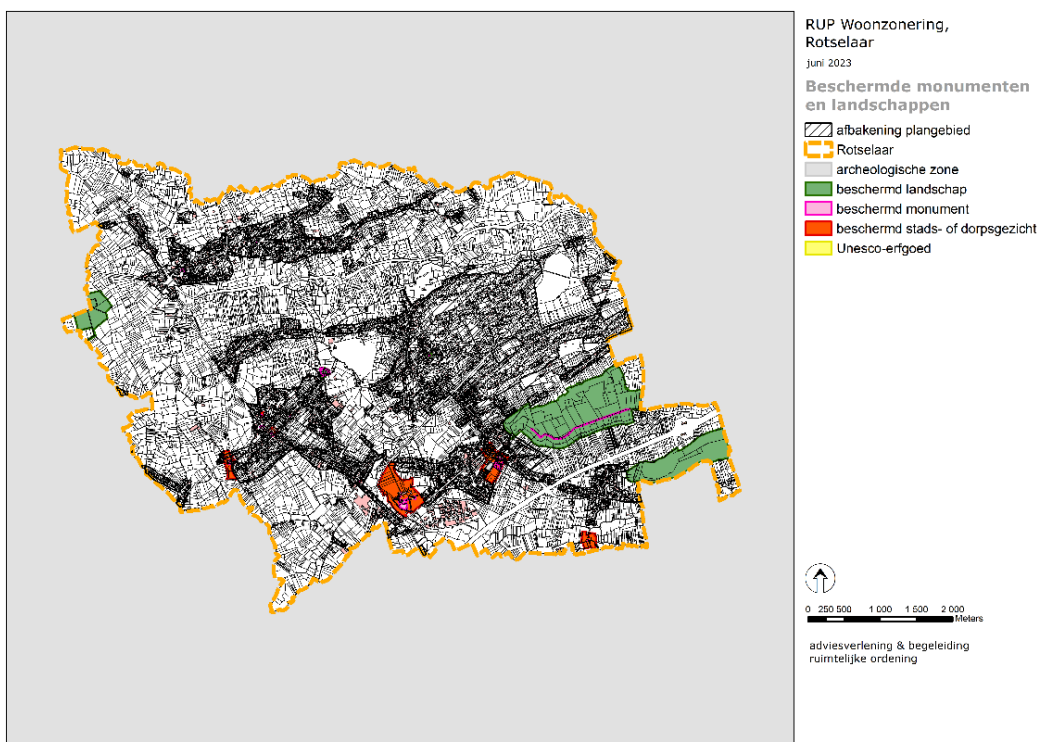 RUP Woonzonering,
Rotselaar
juni 2023
Beschermde monumenten
en landschappen
afbakening plangebied
Rotselaar
archeologische zone
beschermd landschap
beschermd monument
beschermd stads- of dorpsgezicht
Unesco-erfgoed
0 250 500 1 000 1 500 2 000
Meters
adviesverlening & begeleiding
ruimtelijke ordening